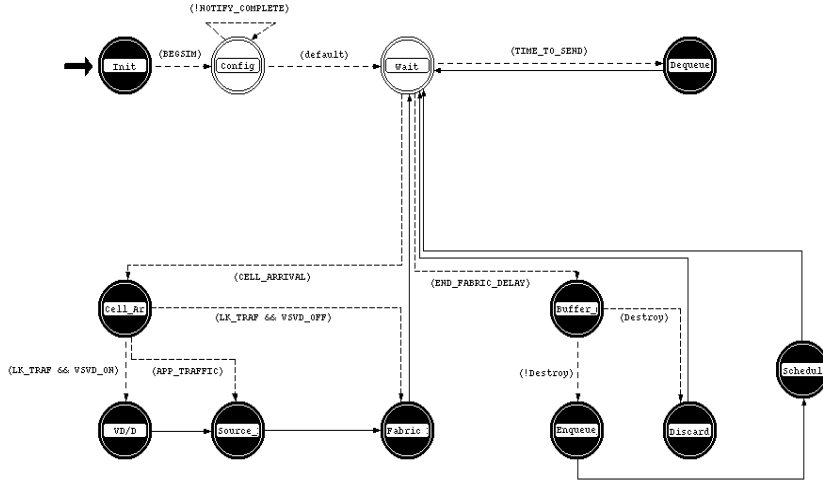 (!NOTIFY_COMPLETE)
Init
(BEGSIM)
Config
(default)
Wait
(TIME_TO_SEND)
Dequeue
(CELL_ARRIVAL)
(END_FABRIC_DELAY)
Cell_Ar
(LK_TRAF && VSVD_OFF)
Buffer_
(Destroy)
(LK_TRAF && VSVD_ON)
(APP_TRAFFIC)
(!Destroy)
Schedul
VD/D
Source_
Fabric
Enqueue_
Discard